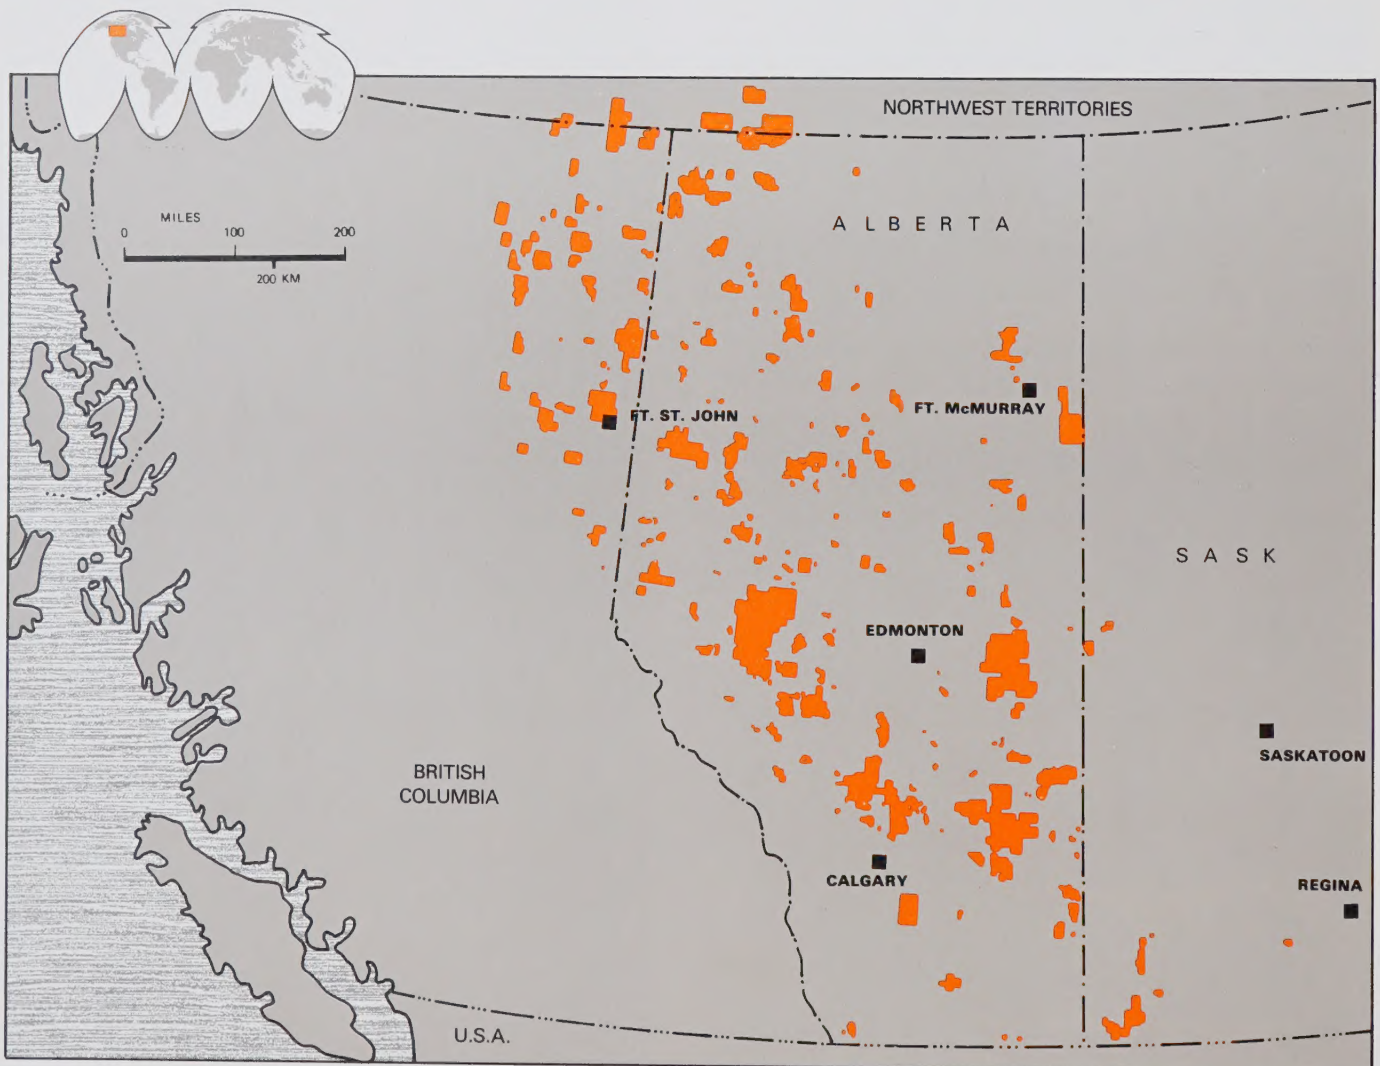 NORTHWEST TERRITORIES
MILES
0 100 200
200 KM
A L B E R T A
FT. ST. JOHN
FT. McMURRAY
S A S K
EDMONTON
SASKATOON
BRITISH
COLUMBIA
CALGARY
REGINA
U.S.A.